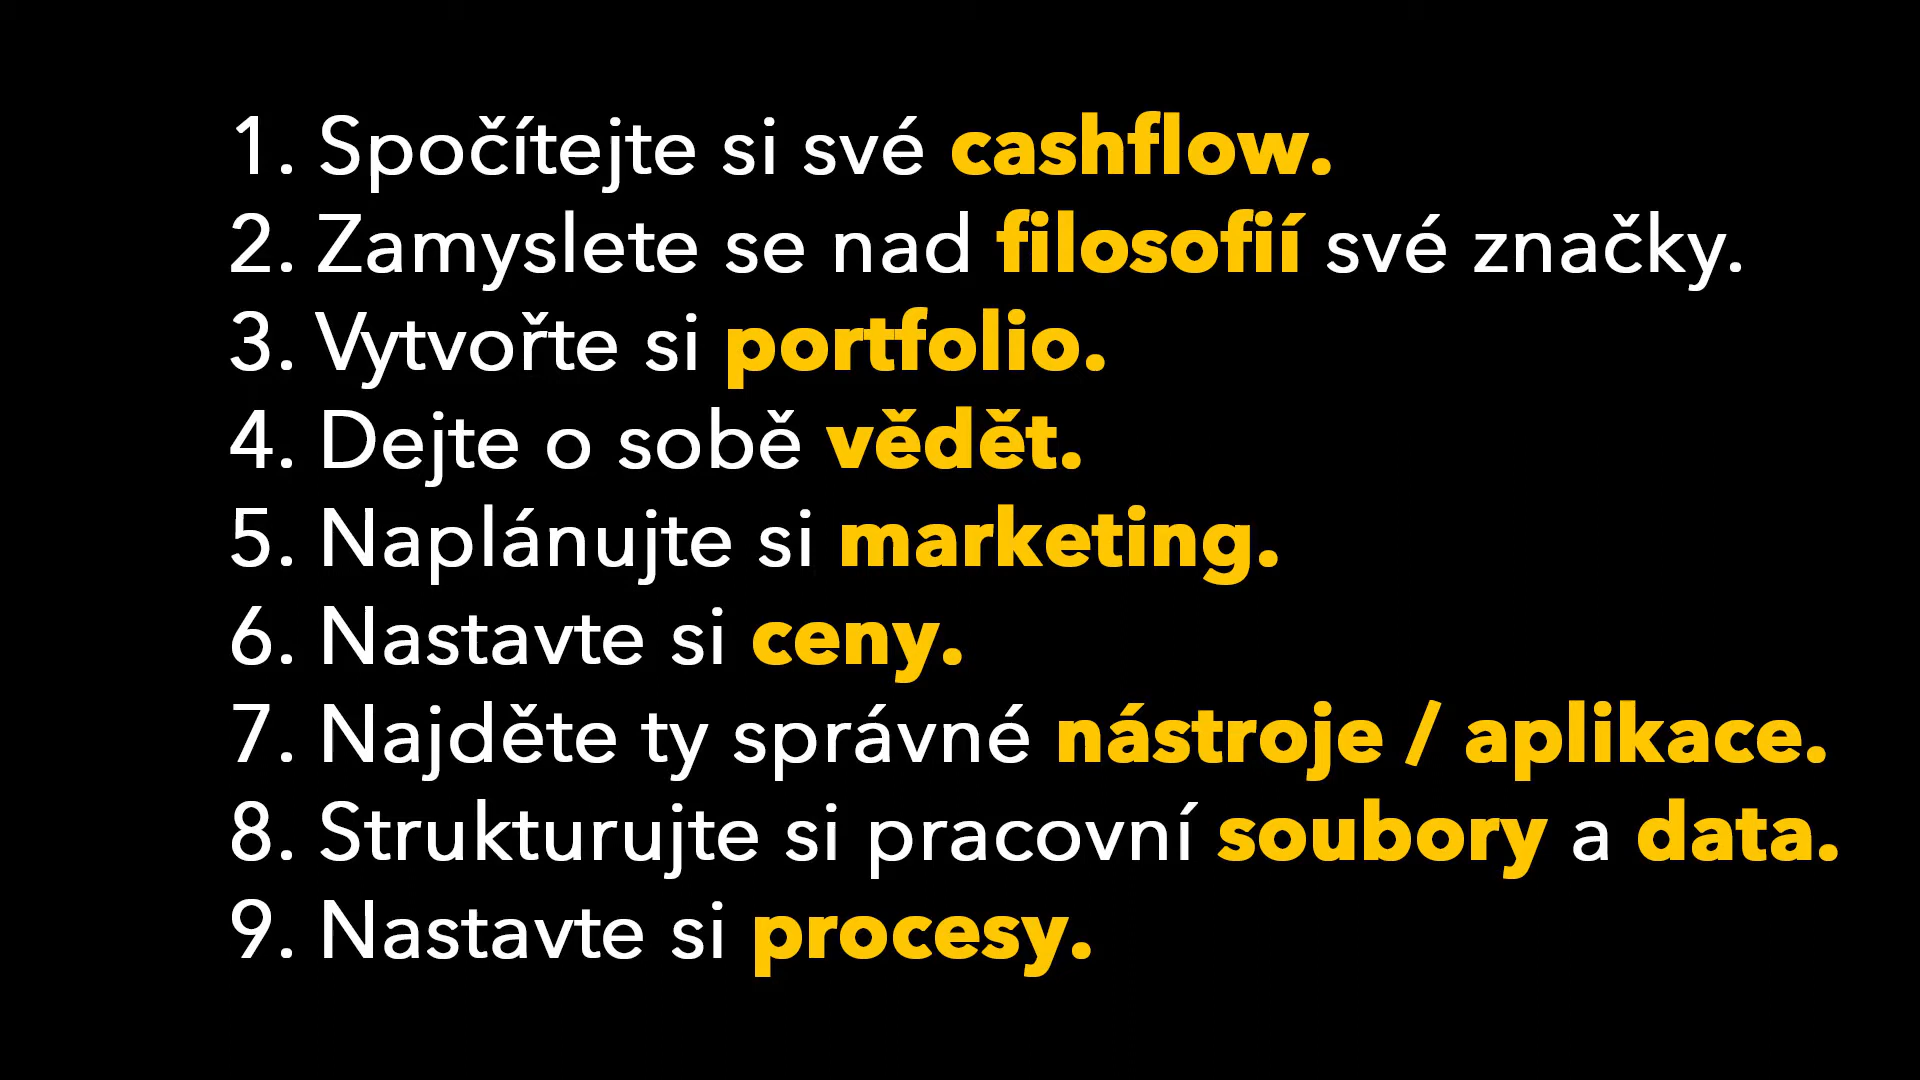 1. Spočítejte si své cashflow.
2. Zamyslete se nad filosofií své značky.
3. Vytvořte si portfolio.
4. Dejte o sobě vědět.
5. Naplánujte si marketing.
6. Nastavte si ceny.
7. Najděte ty správné nástroje / aplikace.
8. Strukturujte si pracovní soubory a data.
9. Nastavte si procesy.